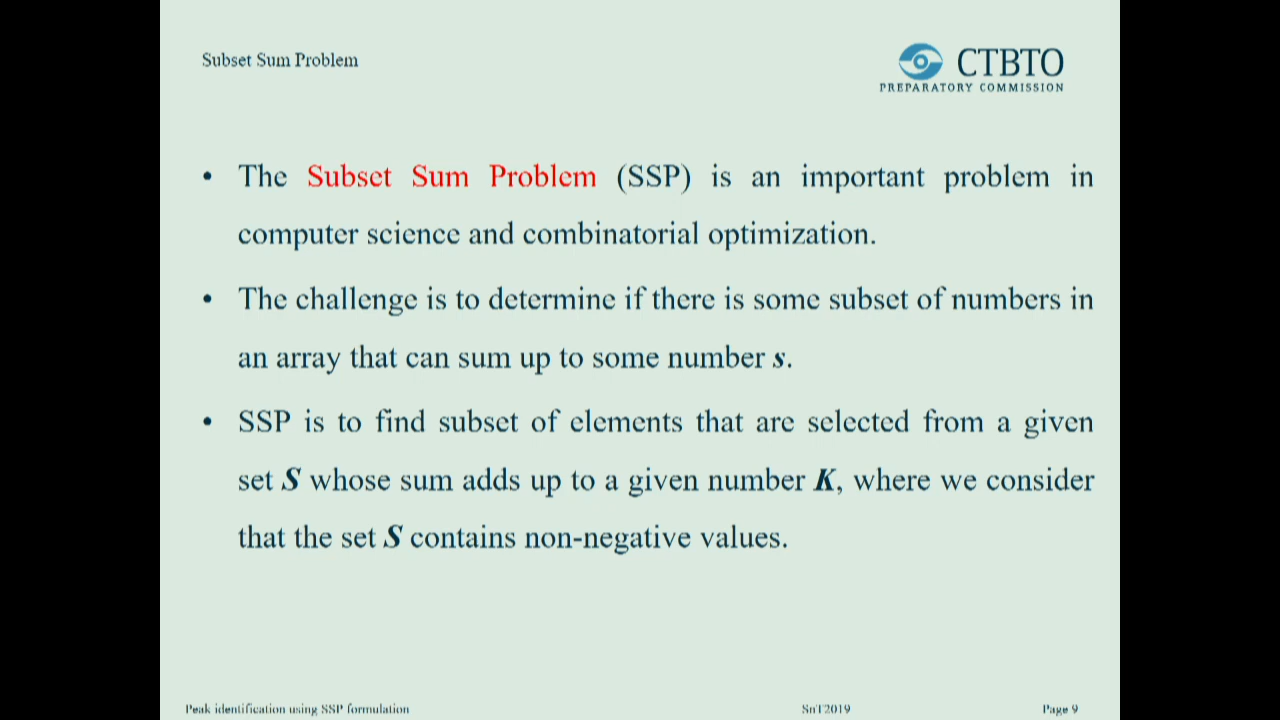 Subset Sum Problem
CTBTO
PREPARATORY COMMISSION
• The Subset Sum Problem (SSP) is an important problem in
computer science and combinatorial optimization.
• The challenge is to determine if there is some subset of numbers in
an array that can sum up to some number s.
• SSP is to find subset of elements that are selected from a given
set S whose sum adds up to a given number K, where we consider
that the set S contains non-negative values.
Peak identification using SSP formulation
SnT2019
Page 9